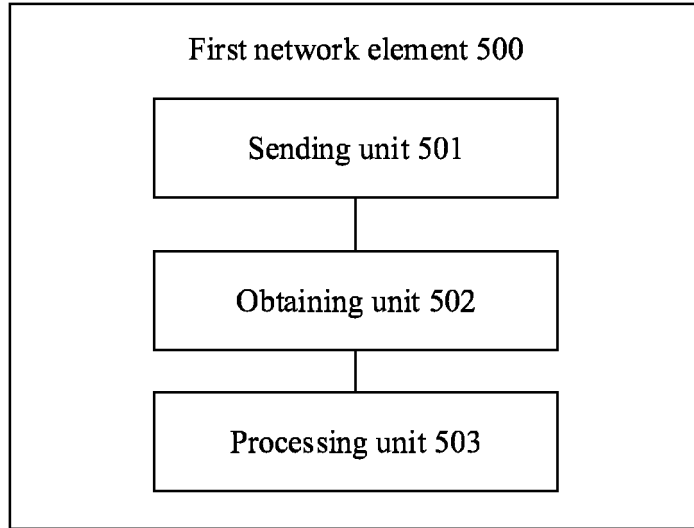 First network element 500
Sending unit 501
Obtaining unit 502
Processing unit 503